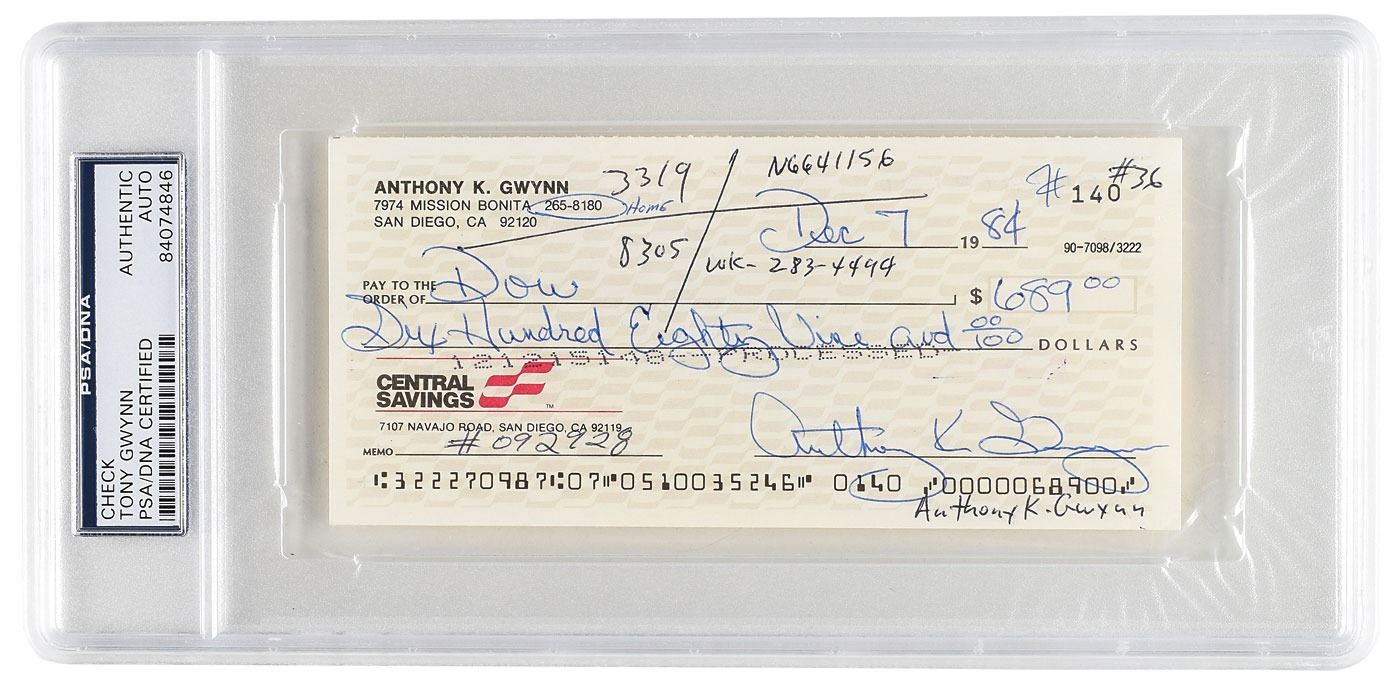 PSA/DNA
CHECK
TONY GWYNN
PSA/DNA CERTIFIED
AUTHENTIC
AUTO
84074846
ANTHONY K. GWYNN 3319 N6641156 # 140 #36
7974 MISSION BONITA 265-8180 Home
SAN DIEGO, CA 92120
Dec 7 19 84 90-7098/3222
8305 WK- 283-4494
PAY TO THE
ORDER OF Dow $ 689 00
Six Hundred Eighty Nine and 00/100 DOLLARS
CENTRAL
SAVINGS TM
7107 NAVAJO ROAD, SAN DIEGO, CA 92119
MEMO # 092928 Anthony K Gwynn
⑆322270987⑆07⑈0510035246⑈ 0140 ⑈0000068900⑈
Anthony K. Gwynn